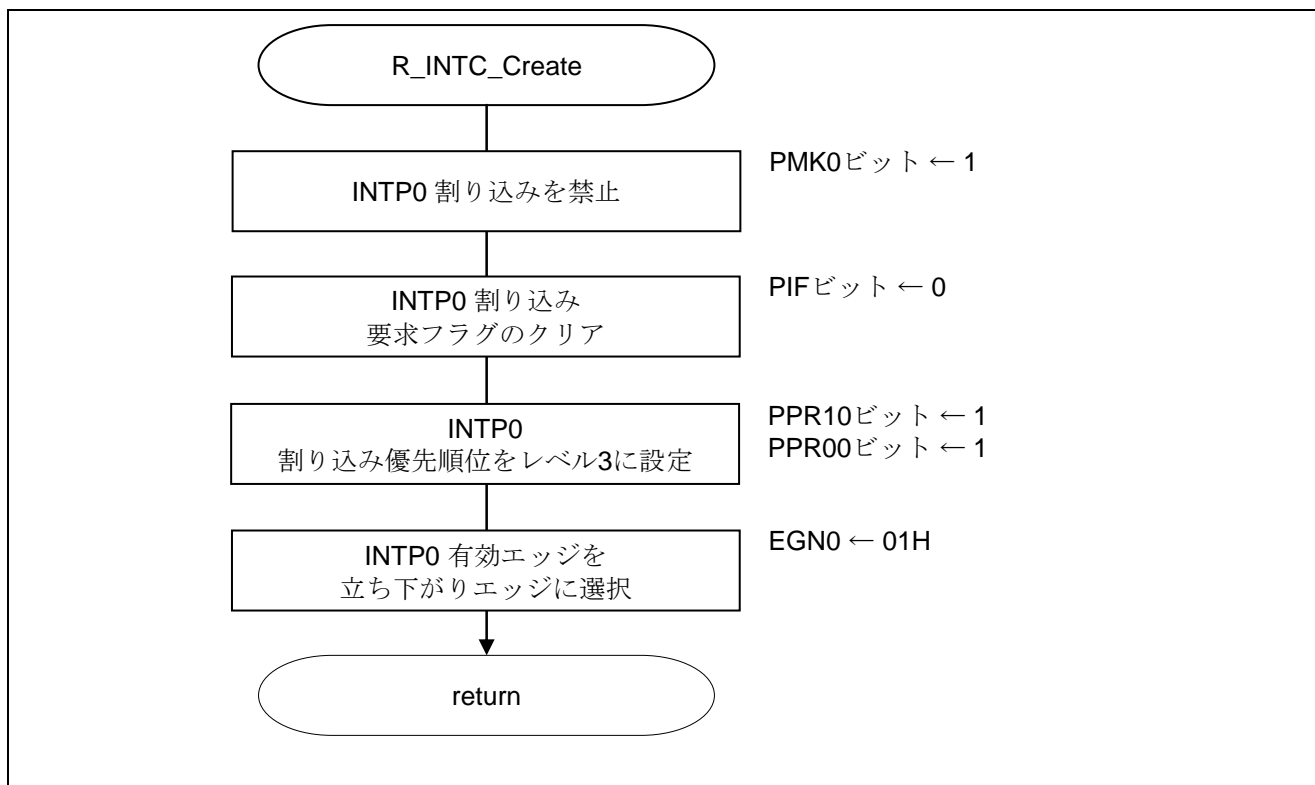 R_INTC_Create
INTP0 割り込みを禁止
PMK0ビット ← 1
INTP0 割り込み
要求フラグのクリア
PIFビット ← 0
INTP0
割り込み優先順位をレベル3に設定
PPR10ビット ← 1
PPR00ビット ← 1
INTP0 有効エッジを
立ち下がりエッジに選択
EGN0 ← 01H
return